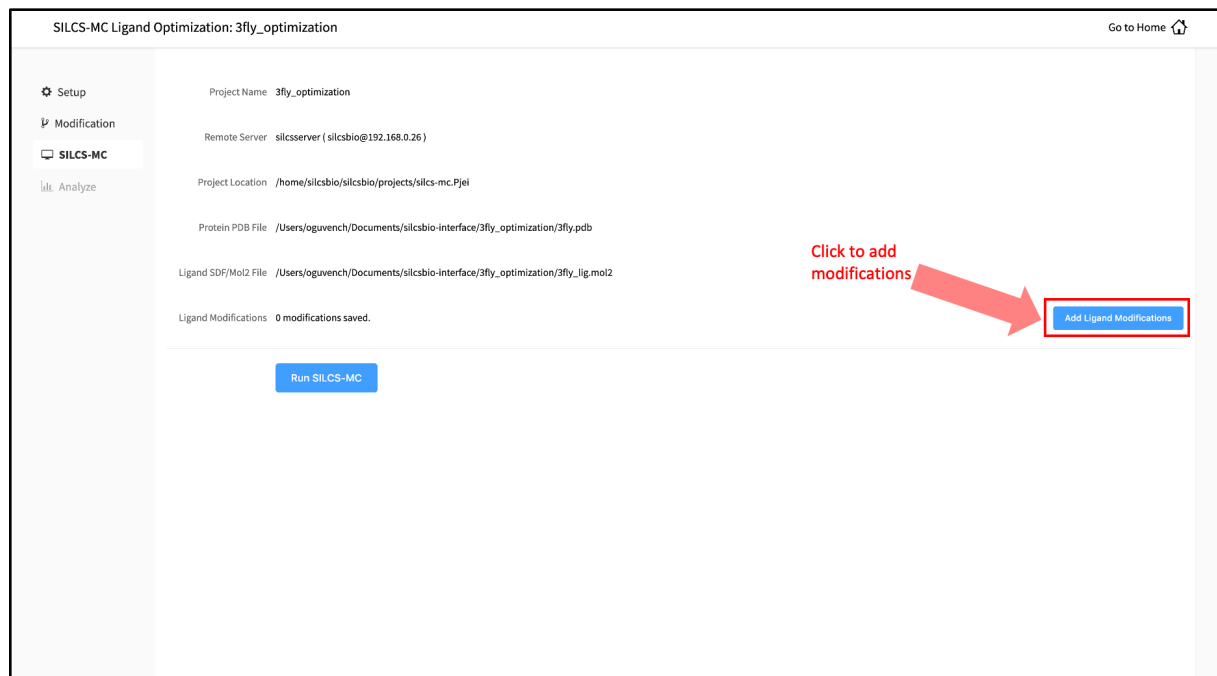 SILCS-MC Ligand Optimization: 3fly_optimization
Go to Home
Setup
Modification
SILCS-MC
Analyze
Project Name 3fly_optimization
Remote Server silcsserver ( silcsbio@192.168.0.26 )
Project Location /home/silcsbio/silcsbio/projects/silcs-mc.Pjei
Protein PDB File /Users/oguvench/Documents/silcsbio-interface/3fly_optimization/3fly.pdb
Click to add
modifications
Ligand SDF/Mol2 File /Users/oguvench/Documents/silcsbio-interface/3fly_optimization/3fly_lig.mol2
Ligand Modifications 0 modifications saved.
Add Ligand Modifications
Run SILCS-MC